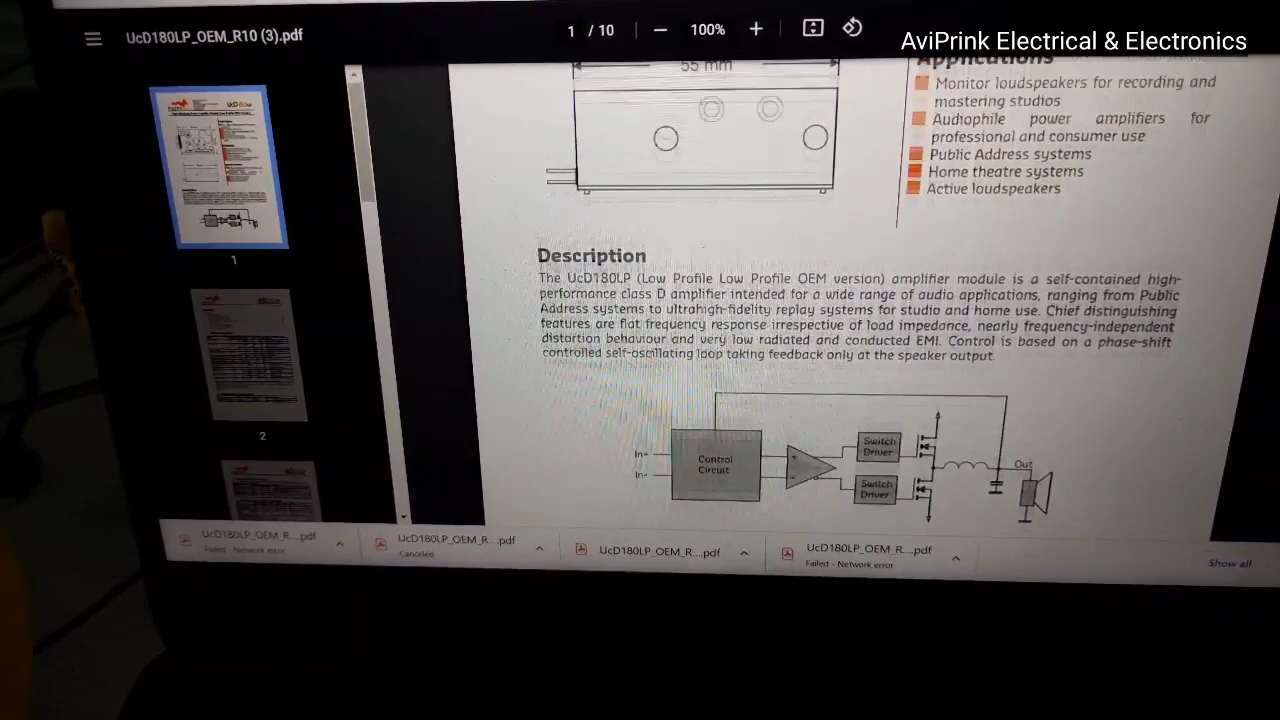 UcD180LP_OEM_R10 (3).pdf
1 / 10
100%
AviPrink Electrical & Electronics
55 mm
Applications
Monitor loudspeakers for recording and
mastering studios
Audiophile power amplifiers for
professional and consumer use
Public Address systems
Home theatre systems
Active loudspeakers
1
2
Description
The UcD180LP (Low Profile Low Profile OEM version) amplifier module is a self-contained high-
performance class D amplifier intended for a wide range of audio applications, ranging from Public
Address systems to ultrahigh-fidelity replay systems for studio and home use. Chief distinguishing
features are flat frequency response irrespective of load impedance, nearly frequency-independent
distortion behaviour and very low radiated and conducted EMI. Control is based on a phase-shift
controlled self-oscillating loop taking feedback only at the speaker output.
In+
In-
Control
Circuit
+
-
Switch
Driver
Switch
Driver
Out
UcD180LP_OEM_R....pdf
Failed - Network error
UcD180LP_OEM_R....pdf
Canceled
UcD180LP_OEM_R....pdf
UcD180LP_OEM_R....pdf
Failed - Network error
Show all